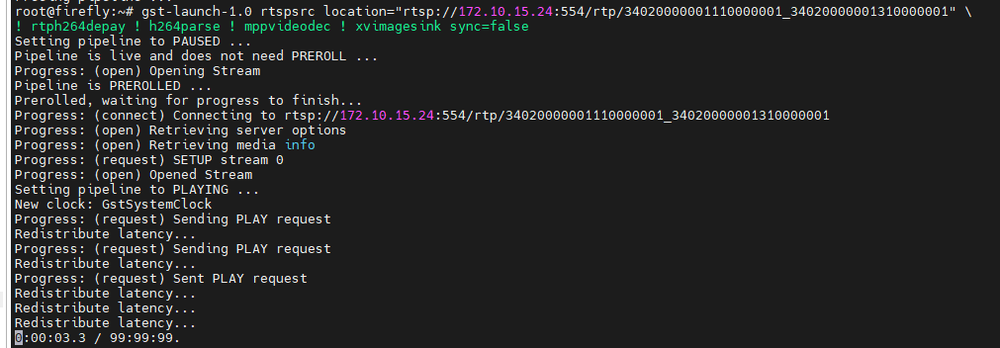 root@firefly:~# gst-launch-1.0 rtspsrc location="rtsp://172.10.15.24:554/rtp/34020000001110000001_34020000001310000001" \
! rtph264depay ! h264parse ! mppvideodec ! xvimagesink sync=false
Setting pipeline to PAUSED ...
Pipeline is live and does not need PREROLL ...
Progress: (open) Opening Stream
Pipeline is PREROLLED ...
Prerolled, waiting for progress to finish...
Progress: (connect) Connecting to rtsp://172.10.15.24:554/rtp/34020000001110000001_34020000001310000001
Progress: (open) Retrieving server options
Progress: (open) Retrieving media info
Progress: (request) SETUP stream 0
Progress: (open) Opened Stream
Setting pipeline to PLAYING ...
New clock: GstSystemClock
Progress: (request) Sending PLAY request
Redistribute latency...
Progress: (request) Sending PLAY request
Redistribute latency...
Progress: (request) Sent PLAY request
Redistribute latency...
Redistribute latency...
Redistribute latency...
0:00:03.3 / 99:99:99.